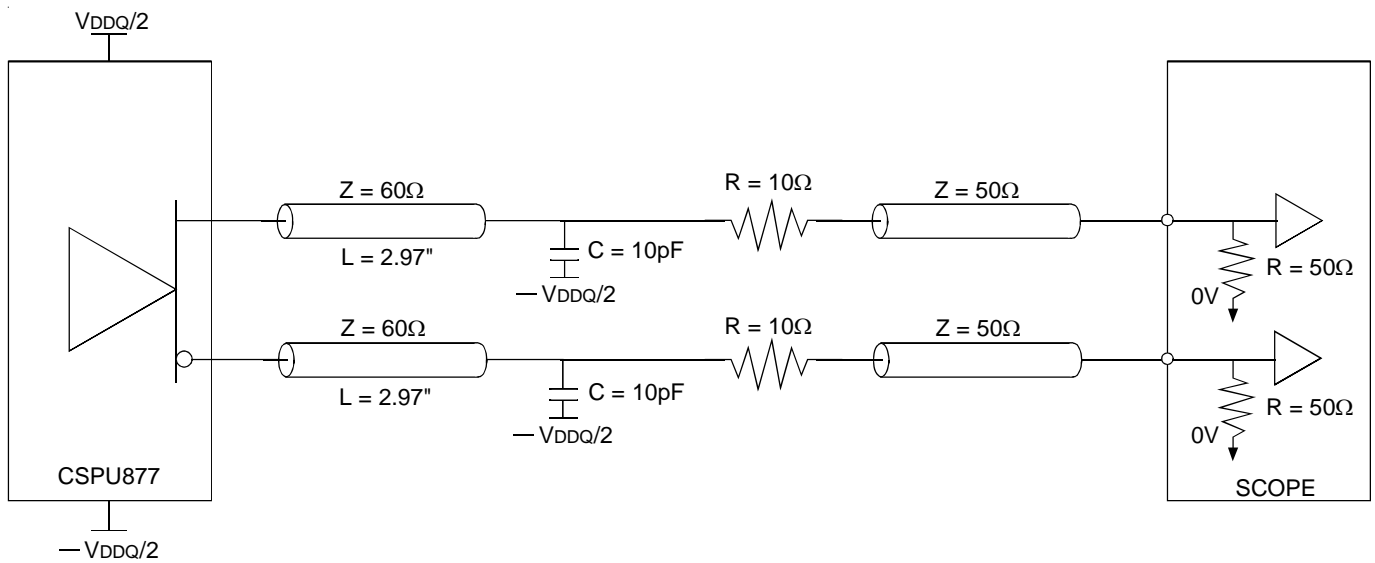 VDDQ/2
Z = 60Ω
R = 10Ω
Z = 50Ω
L = 2.97"
C = 10pF
R = 50Ω
— VDDQ/2
0V
Z = 60Ω
R = 10Ω
Z = 50Ω
L = 2.97"
C = 10pF
R = 50Ω
— VDDQ/2
0V
CSPU877
SCOPE
— VDDQ/2